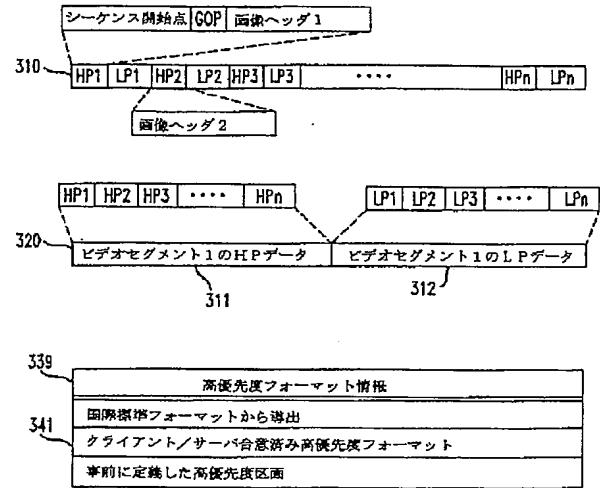 シーケンス開始点 GOP 画像ヘッダ1
310 HP1 LP1 HP2 LP2 HP3 LP3 ・・・・ HPn LPn
画像ヘッダ2
HP1 HP2 HP3 ・・・・ HPn LP1 LP2 LP3 ・・・・ LPn
320 ビデオセグメント1のHPデータ ビデオセグメント1のLPデータ
311 312
339 高優先度フォーマット情報
国際標準フォーマットから導出
341 クライアント/サーバ合意済み高優先度フォーマット
事前に定義した高優先度区画